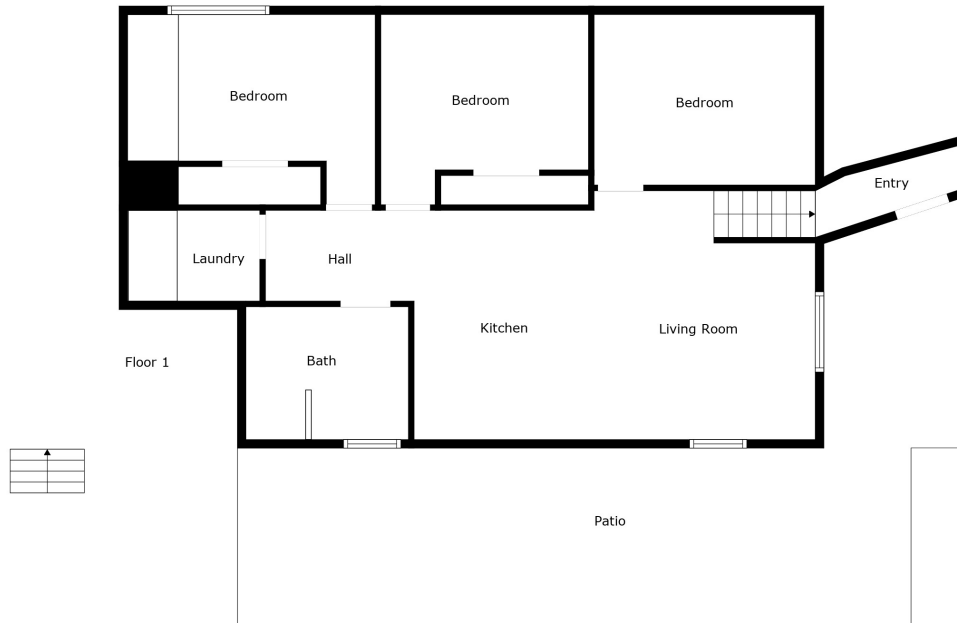 Bedroom
Bedroom
Bedroom
Entry
Laundry
Hall
Kitchen
Living Room
Floor 1
Bath
Patio